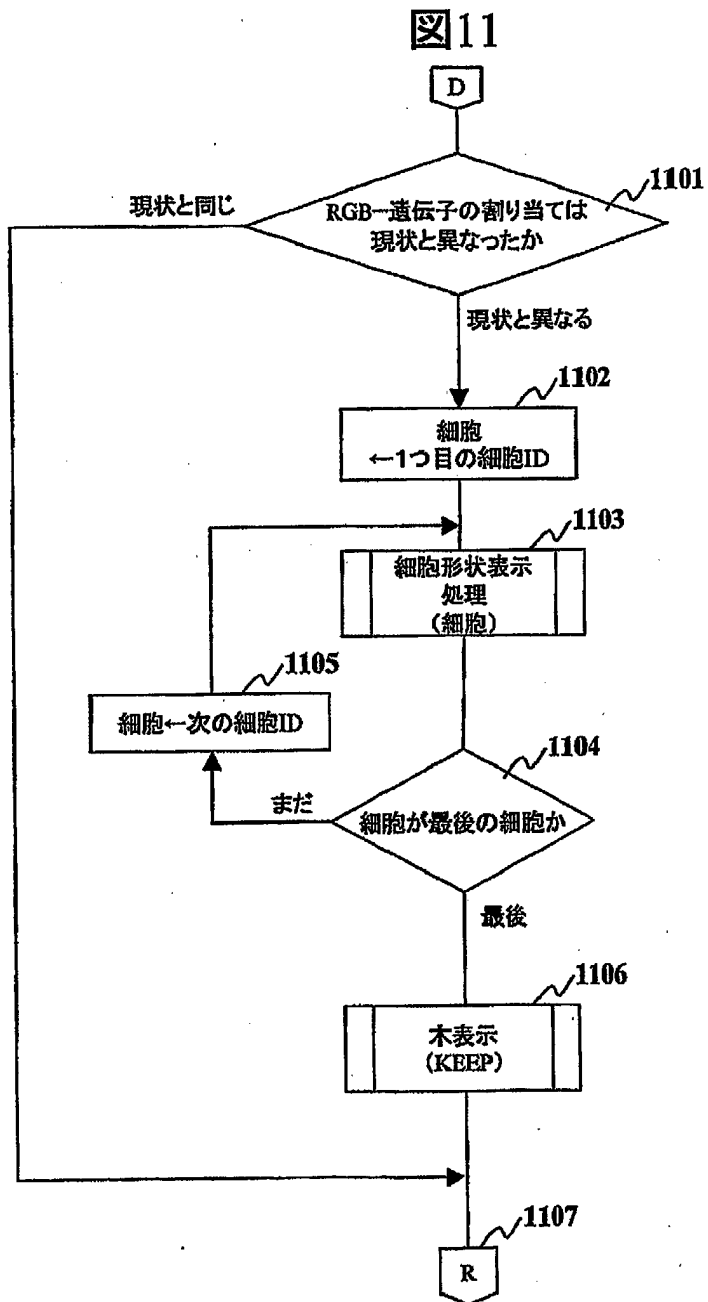 図11
D
1101
現状と同じ
RGB-遺伝子の割り当ては
現状と異なったか
現状と異なる
1102
細胞
←1つ目の細胞ID
1103
細胞形状表示
処理
(細胞)
1105
細胞←次の細胞ID
1104
まだ
細胞が最後の細胞か
最後
1106
木表示
(KEEP)
1107
R